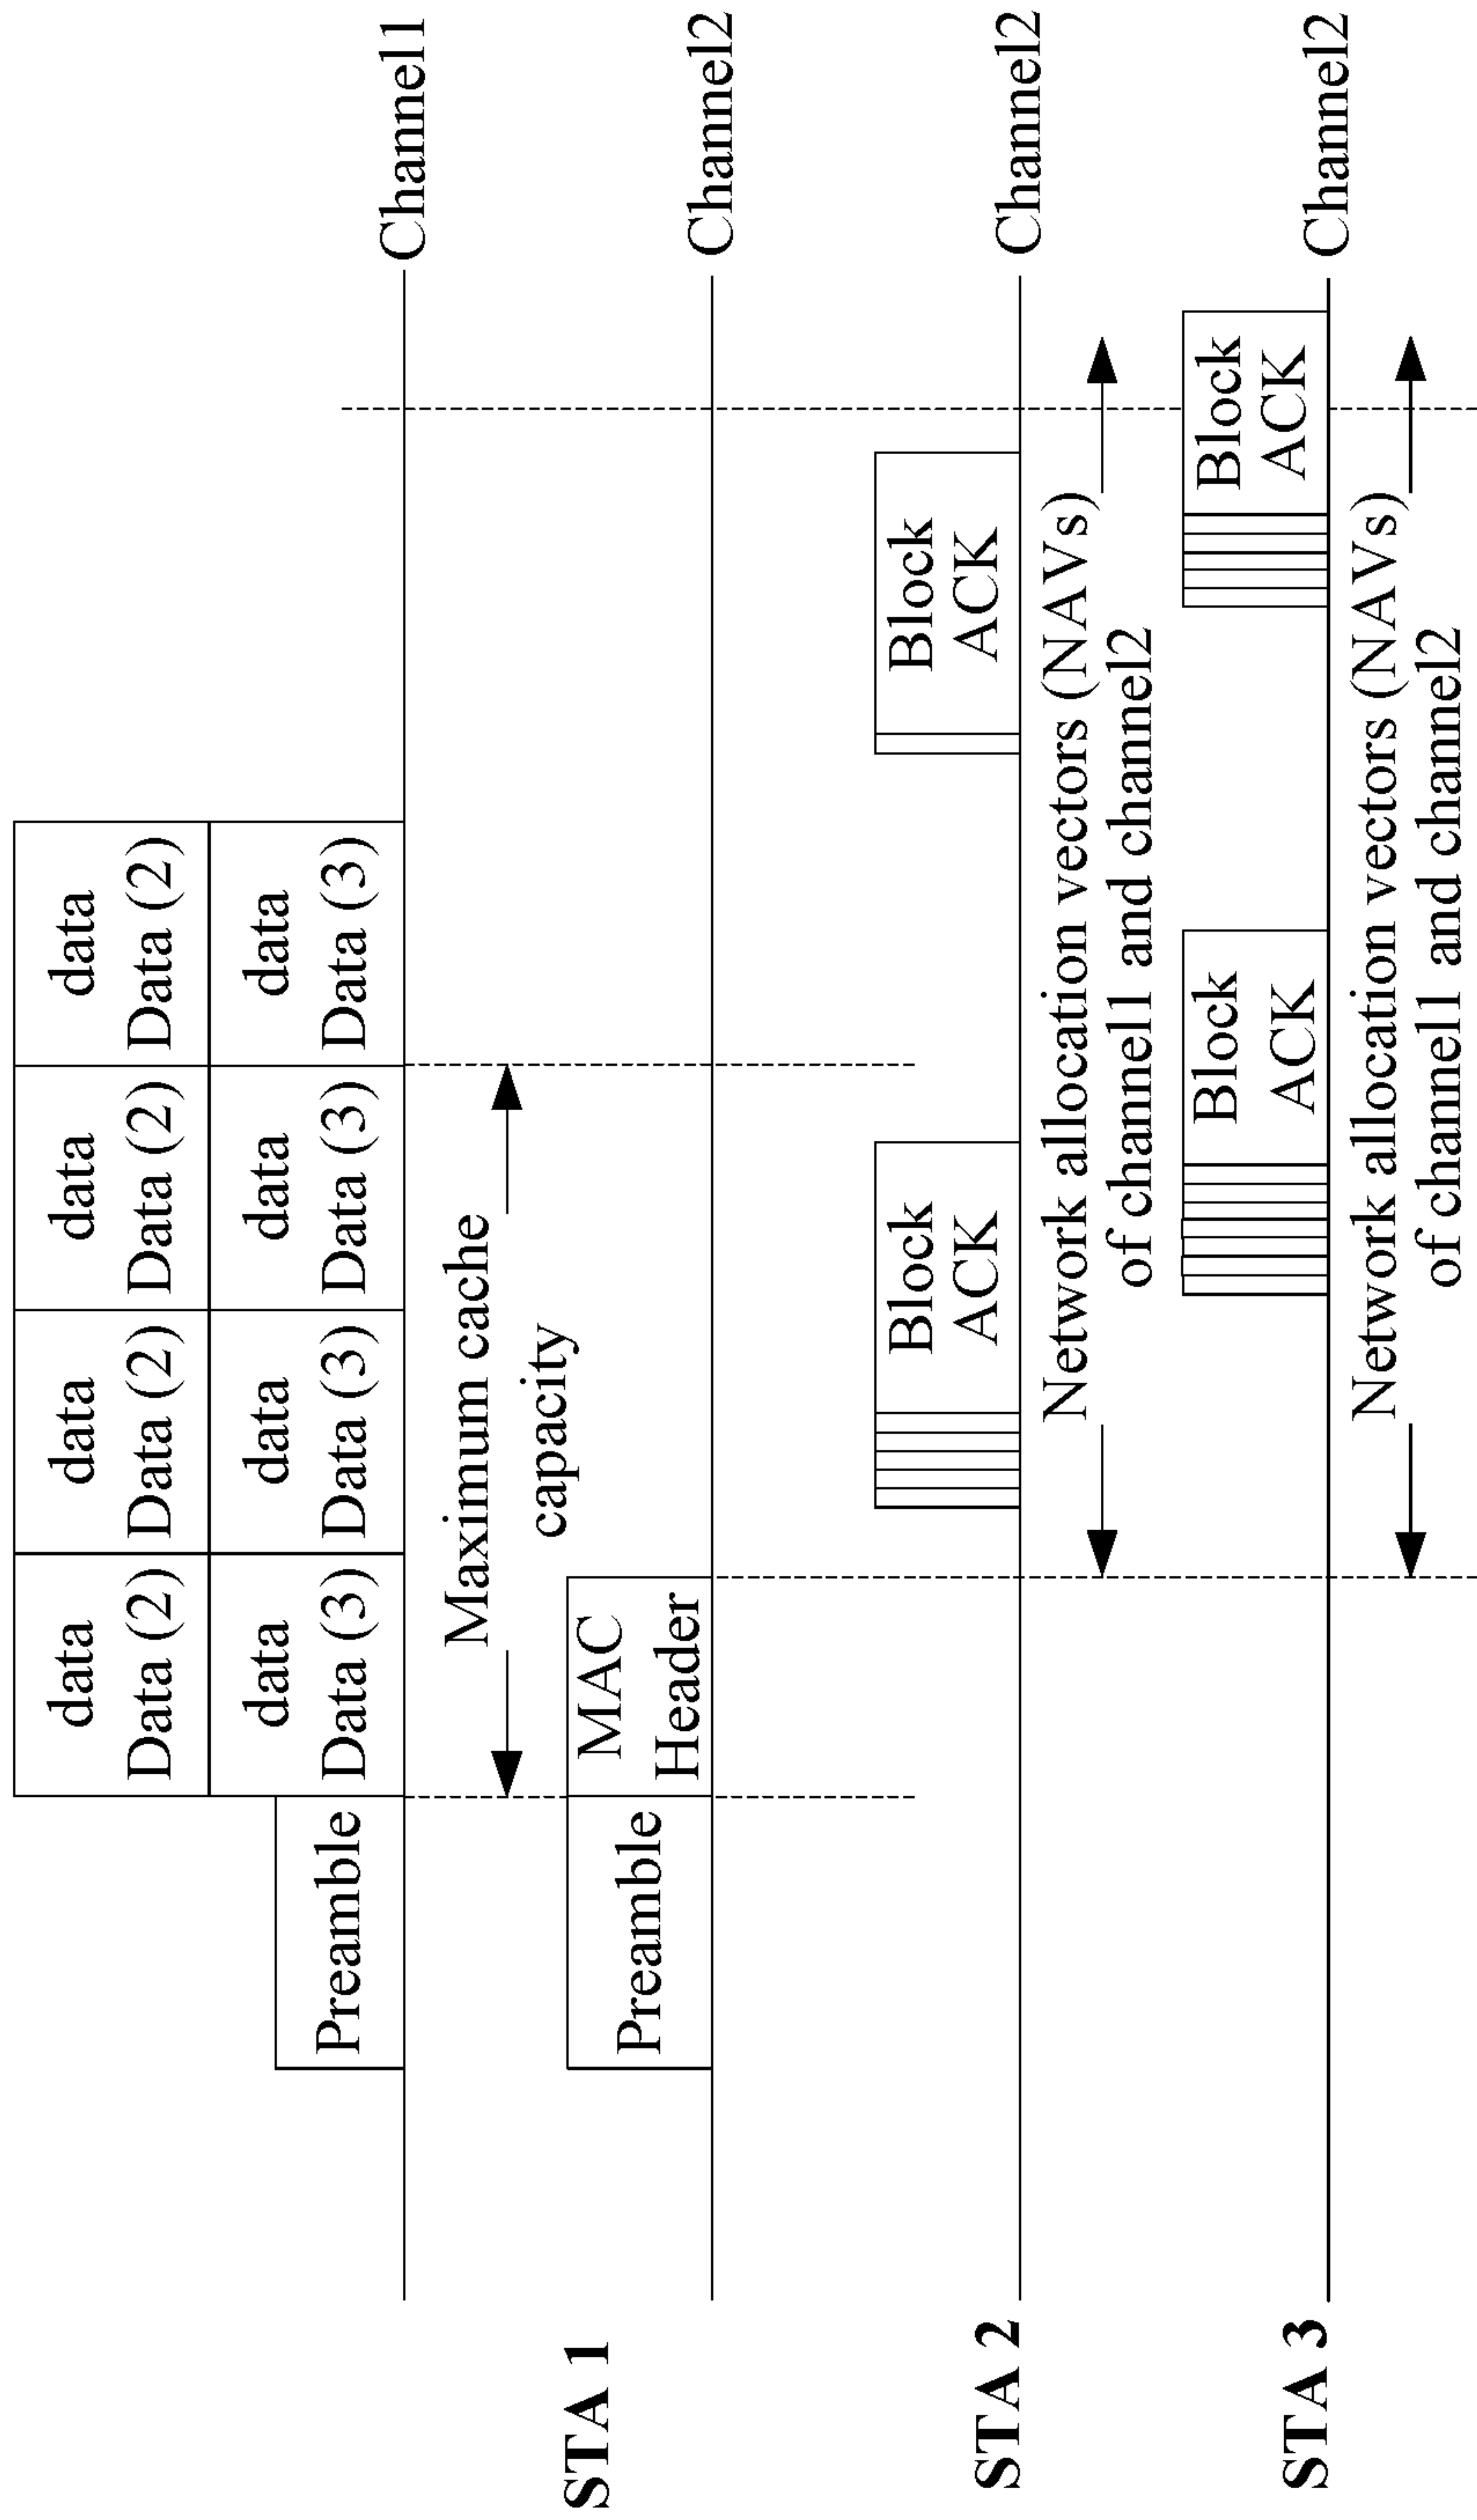 data
Data (2)
data
Data (2)
data
Data (2)
data
Data (2)
Preamble
data
Data (3)
data
Data (3)
data
Data (3)
data
Data (3)
Channel1
Maximum cache
capacity
STA 1
Preamble
MAC
Header
Channel2
STA 2
Block
ACK
Block
ACK
Channel2
Network allocation vectors (NAVs)
of channel1 and channel2
STA 3
Block
ACK
Block
ACK
Channel2
Network allocation vectors (NAVs)
of channel1 and channel2